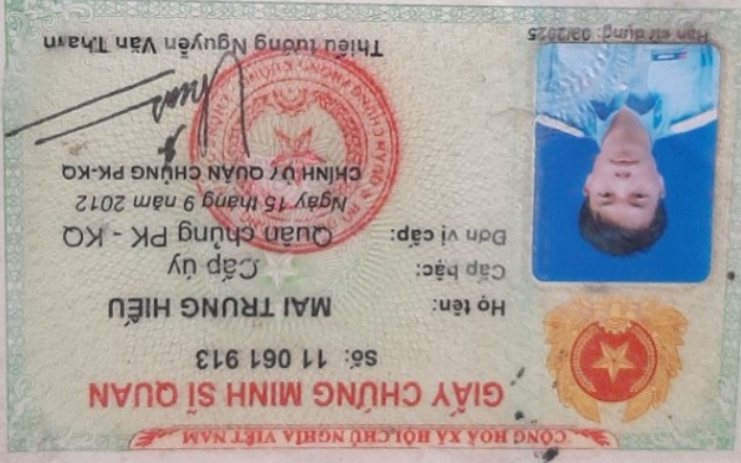 CỘNG HOÀ XÃ HỘI CHỦ NGHĨA VIỆT NAM
GIẤY CHỨNG MINH SĨ QUAN
Số: 11 061 913
Họ tên: MAI TRUNG HIẾU
Cấp bậc: Cấp úy
Đơn vị cấp: Quân chủng PK - KQ
Ngày 15 tháng 9 năm 2012
CHÍNH ỦY QUÂN CHỦNG PK-KQ
Thiếu tướng Nguyễn Văn Thanh
Hạn sử dụng: 09/2025